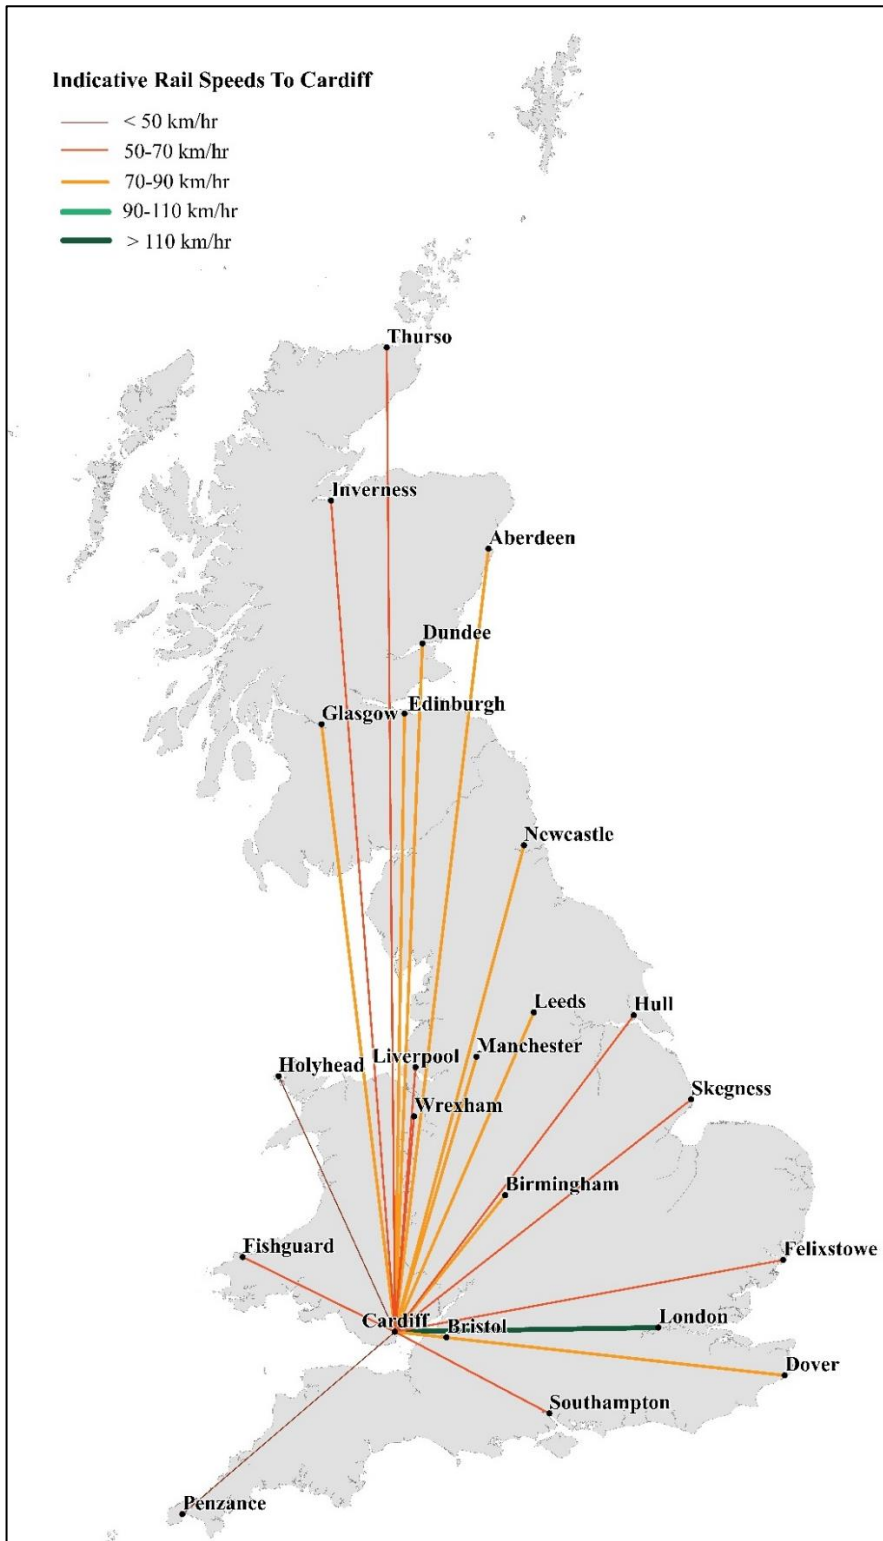 Indicative Rail Speeds To Cardiff
< 50 km/hr
50-70 km/hr
70-90 km/hr
90-110 km/hr
> 110 km/hr
Thurso
Inverness
Aberdeen
Dundee
Edinburgh
Glasgow
Newcastle
Leeds
Hull
Manchester
Liverpool
Holyhead
Skegness
Wrexham
Birmingham
Fishguard
Felixstowe
Cardiff
London
Bristol
Dover
Southampton
Penzance